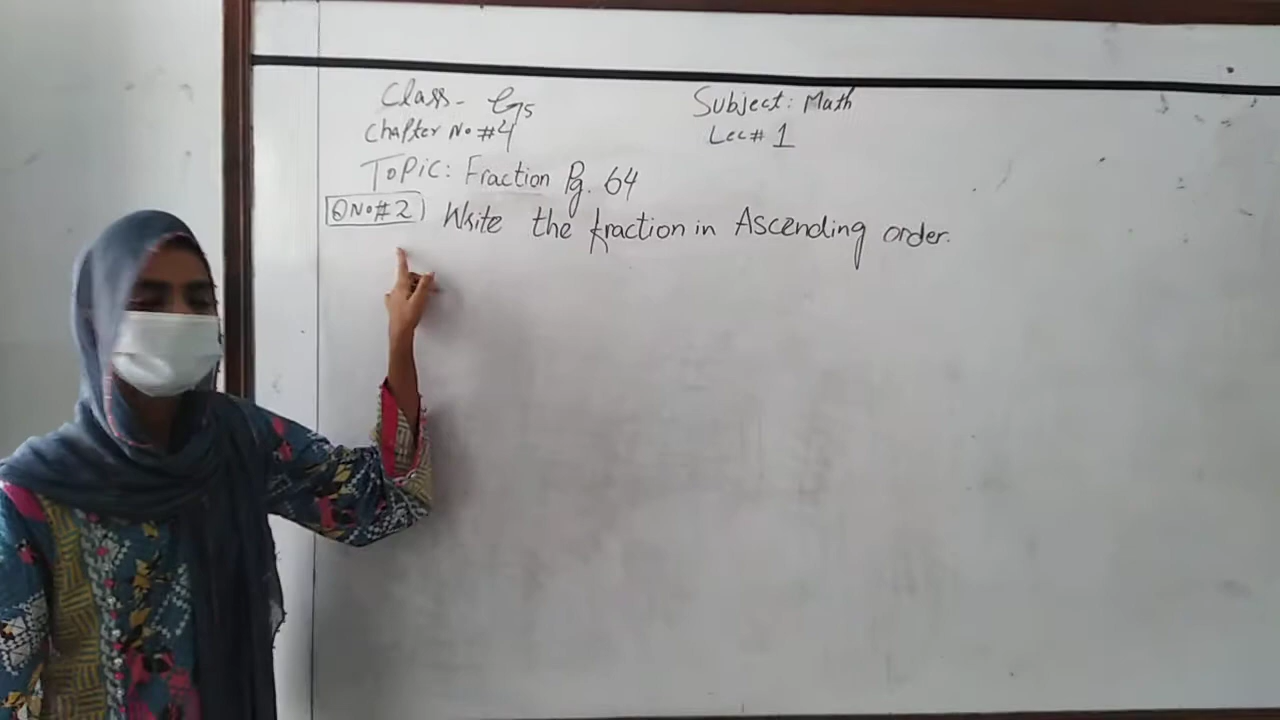 Class- G5
Subject: Math
Chapter No #4
Lec# 1
Topic: Fraction Pg. 64
QNo#2) Write the fraction in Ascending order.